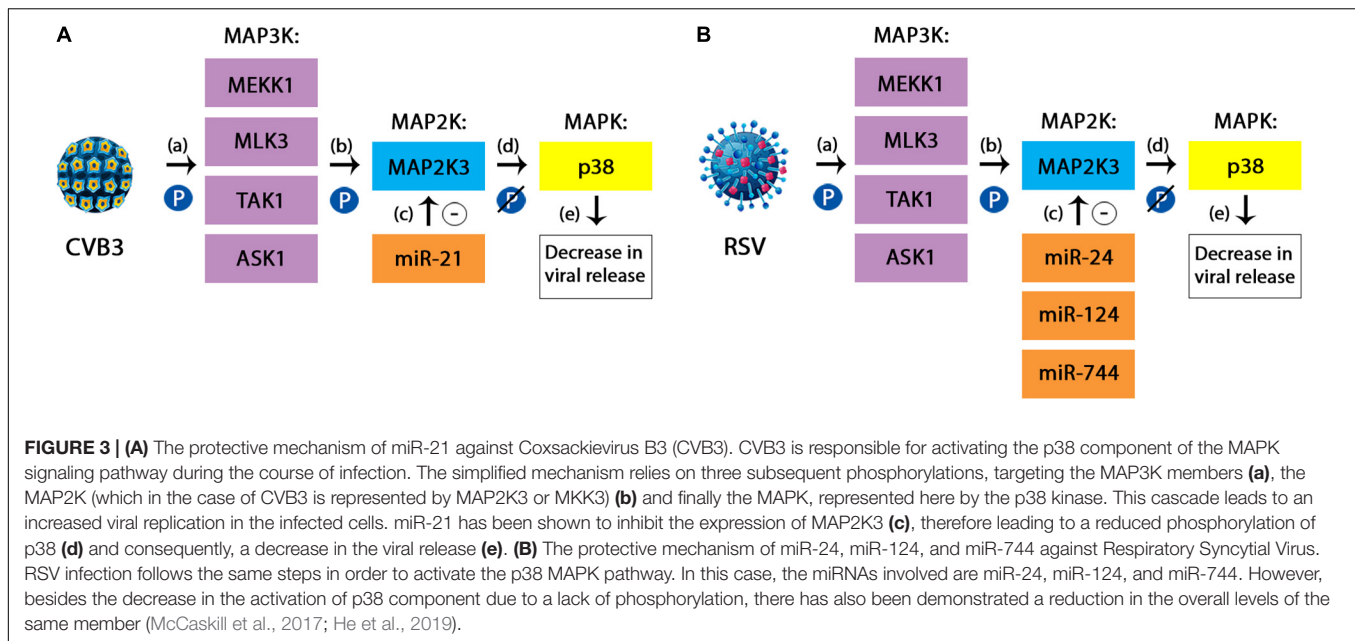 A
MAP3K:
MEKK1
MLK3
TAK1
ASK1
(a)
P
CVB3
(b)
P
MAP2K:
MAP2K3
(c)
−
miR-21
(d)
P
MAPK:
p38
(e)
Decrease in
viral release
B
MAP3K:
MEKK1
MLK3
TAK1
ASK1
(a)
P
RSV
(b)
P
MAP2K:
MAP2K3
(c)
−
miR-24
miR-124
miR-744
(d)
P
MAPK:
p38
(e)
Decrease in
viral release
FIGURE 3 | (A) The protective mechanism of miR-21 against Coxsackievirus B3 (CVB3). CVB3 is responsible for activating the p38 component of the MAPK
signaling pathway during the course of infection. The simplified mechanism relies on three subsequent phosphorylations, targeting the MAP3K members (a), the
MAP2K (which in the case of CVB3 is represented by MAP2K3 or MKK3) (b) and finally the MAPK, represented here by the p38 kinase. This cascade leads to an
increased viral replication in the infected cells. miR-21 has been shown to inhibit the expression of MAP2K3 (c), therefore leading to a reduced phosphorylation of
p38 (d) and consequently, a decrease in the viral release (e). (B) The protective mechanism of miR-24, miR-124, and miR-744 against Respiratory Syncytial Virus.
RSV infection follows the same steps in order to activate the p38 MAPK pathway. In this case, the miRNAs involved are miR-24, miR-124, and miR-744. However,
besides the decrease in the activation of p38 component due to a lack of phosphorylation, there has also been demonstrated a reduction in the overall levels of the
same member (McCaskill et al., 2017; He et al., 2019).